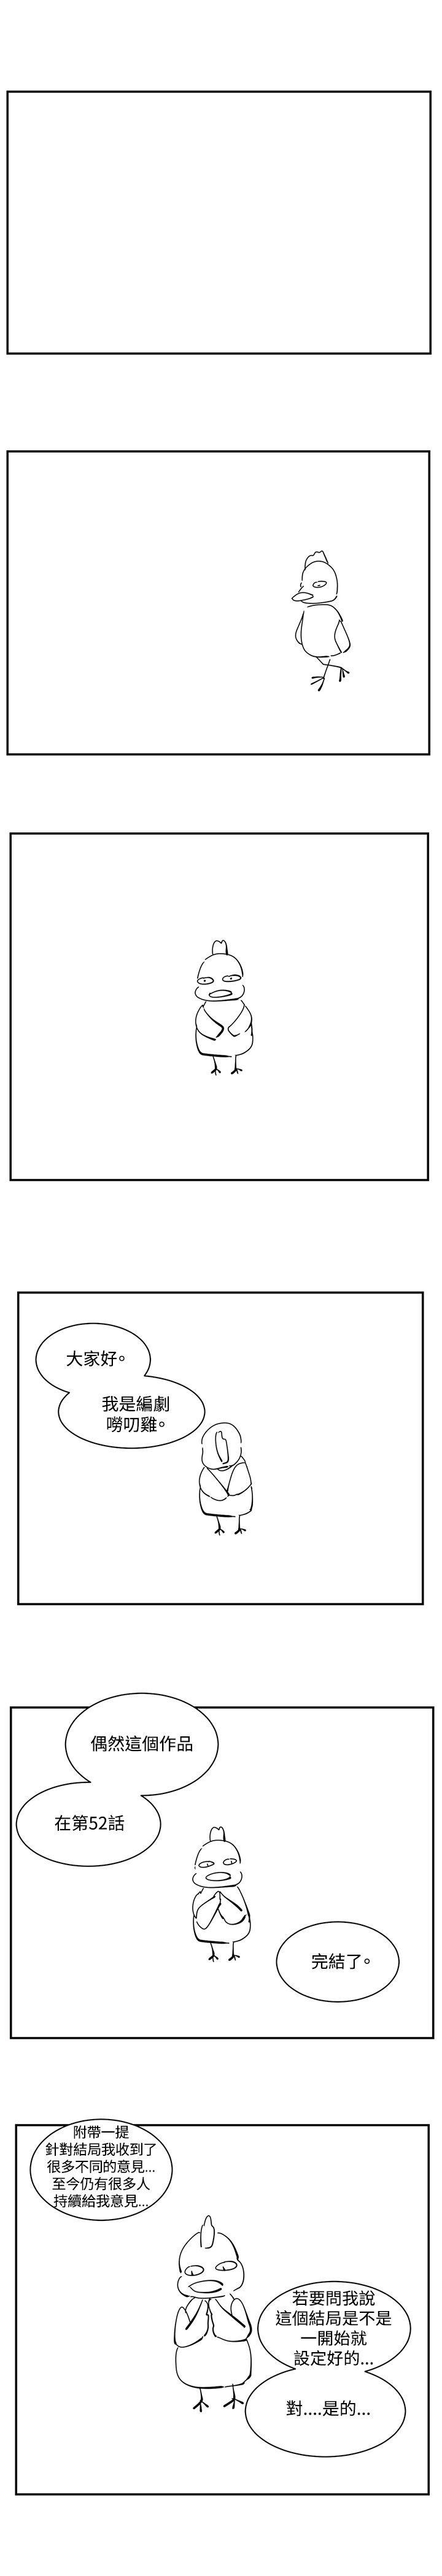 大家好。
我是編劇
嘮叨雞。
偶然這個作品
在第52話
完結了。
附帶一提
針對結局我收到了
很多不同的意見...
至今仍有很多人
持續給我意見...
若要問我說
這個結局是不是
一開始就
設定好的...
對....是的...